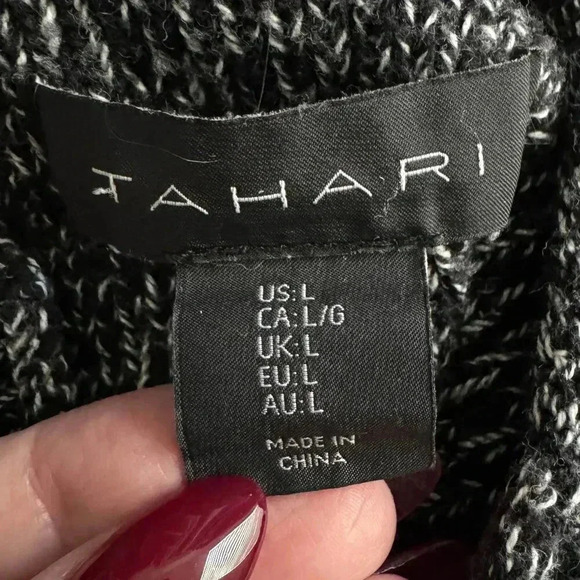 TAHARI
US: L
CA: L/G
UK: L
EU: L
AU: L
MADE IN
CHINA